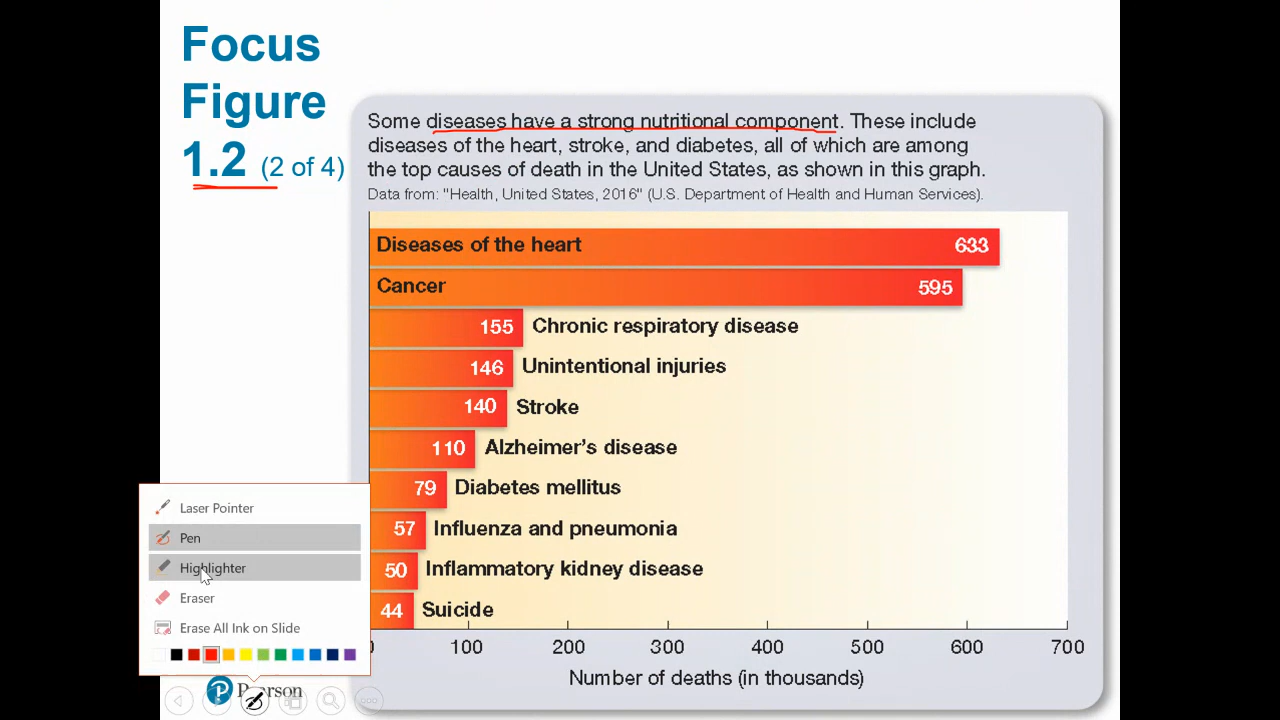 Focus
Figure
1.2 (2 of 4)
Some diseases have a strong nutritional component. These include
diseases of the heart, stroke, and diabetes, all of which are among
the top causes of death in the United States, as shown in this graph.
Data from: "Health, United States, 2016" (U.S. Department of Health and Human Services).
Diseases of the heart 633
Cancer 595
155 Chronic respiratory disease
146 Unintentional injuries
140 Stroke
110 Alzheimer's disease
79 Diabetes mellitus
57 Influenza and pneumonia
50 Inflammatory kidney disease
44 Suicide
0 100 200 300 400 500 600 700
Number of deaths (in thousands)
Laser Pointer
Pen
Highlighter
Eraser
Erase All Ink on Slide
Pearson